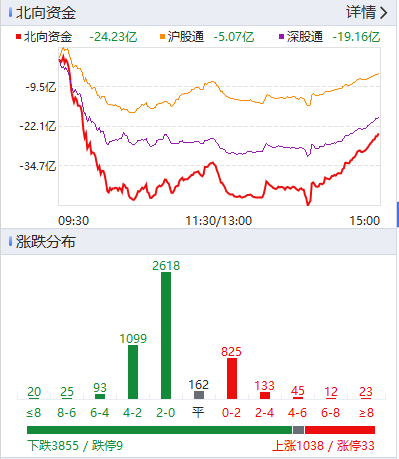 北向资金 详情
北向资金 -24.23亿 沪股通 -5.07亿 深股通 -19.16亿
-9.5亿
-22.1亿
-34.7亿
09:30 11:30/13:00 15:00
涨跌分布
20 25 93 1099 2618 162 825 133 45 12 23
≤8 8-6 6-4 4-2 2-0 平 0-2 2-4 4-6 6-8 ≥8
下跌3855 / 跌停9 上涨1038 / 涨停33